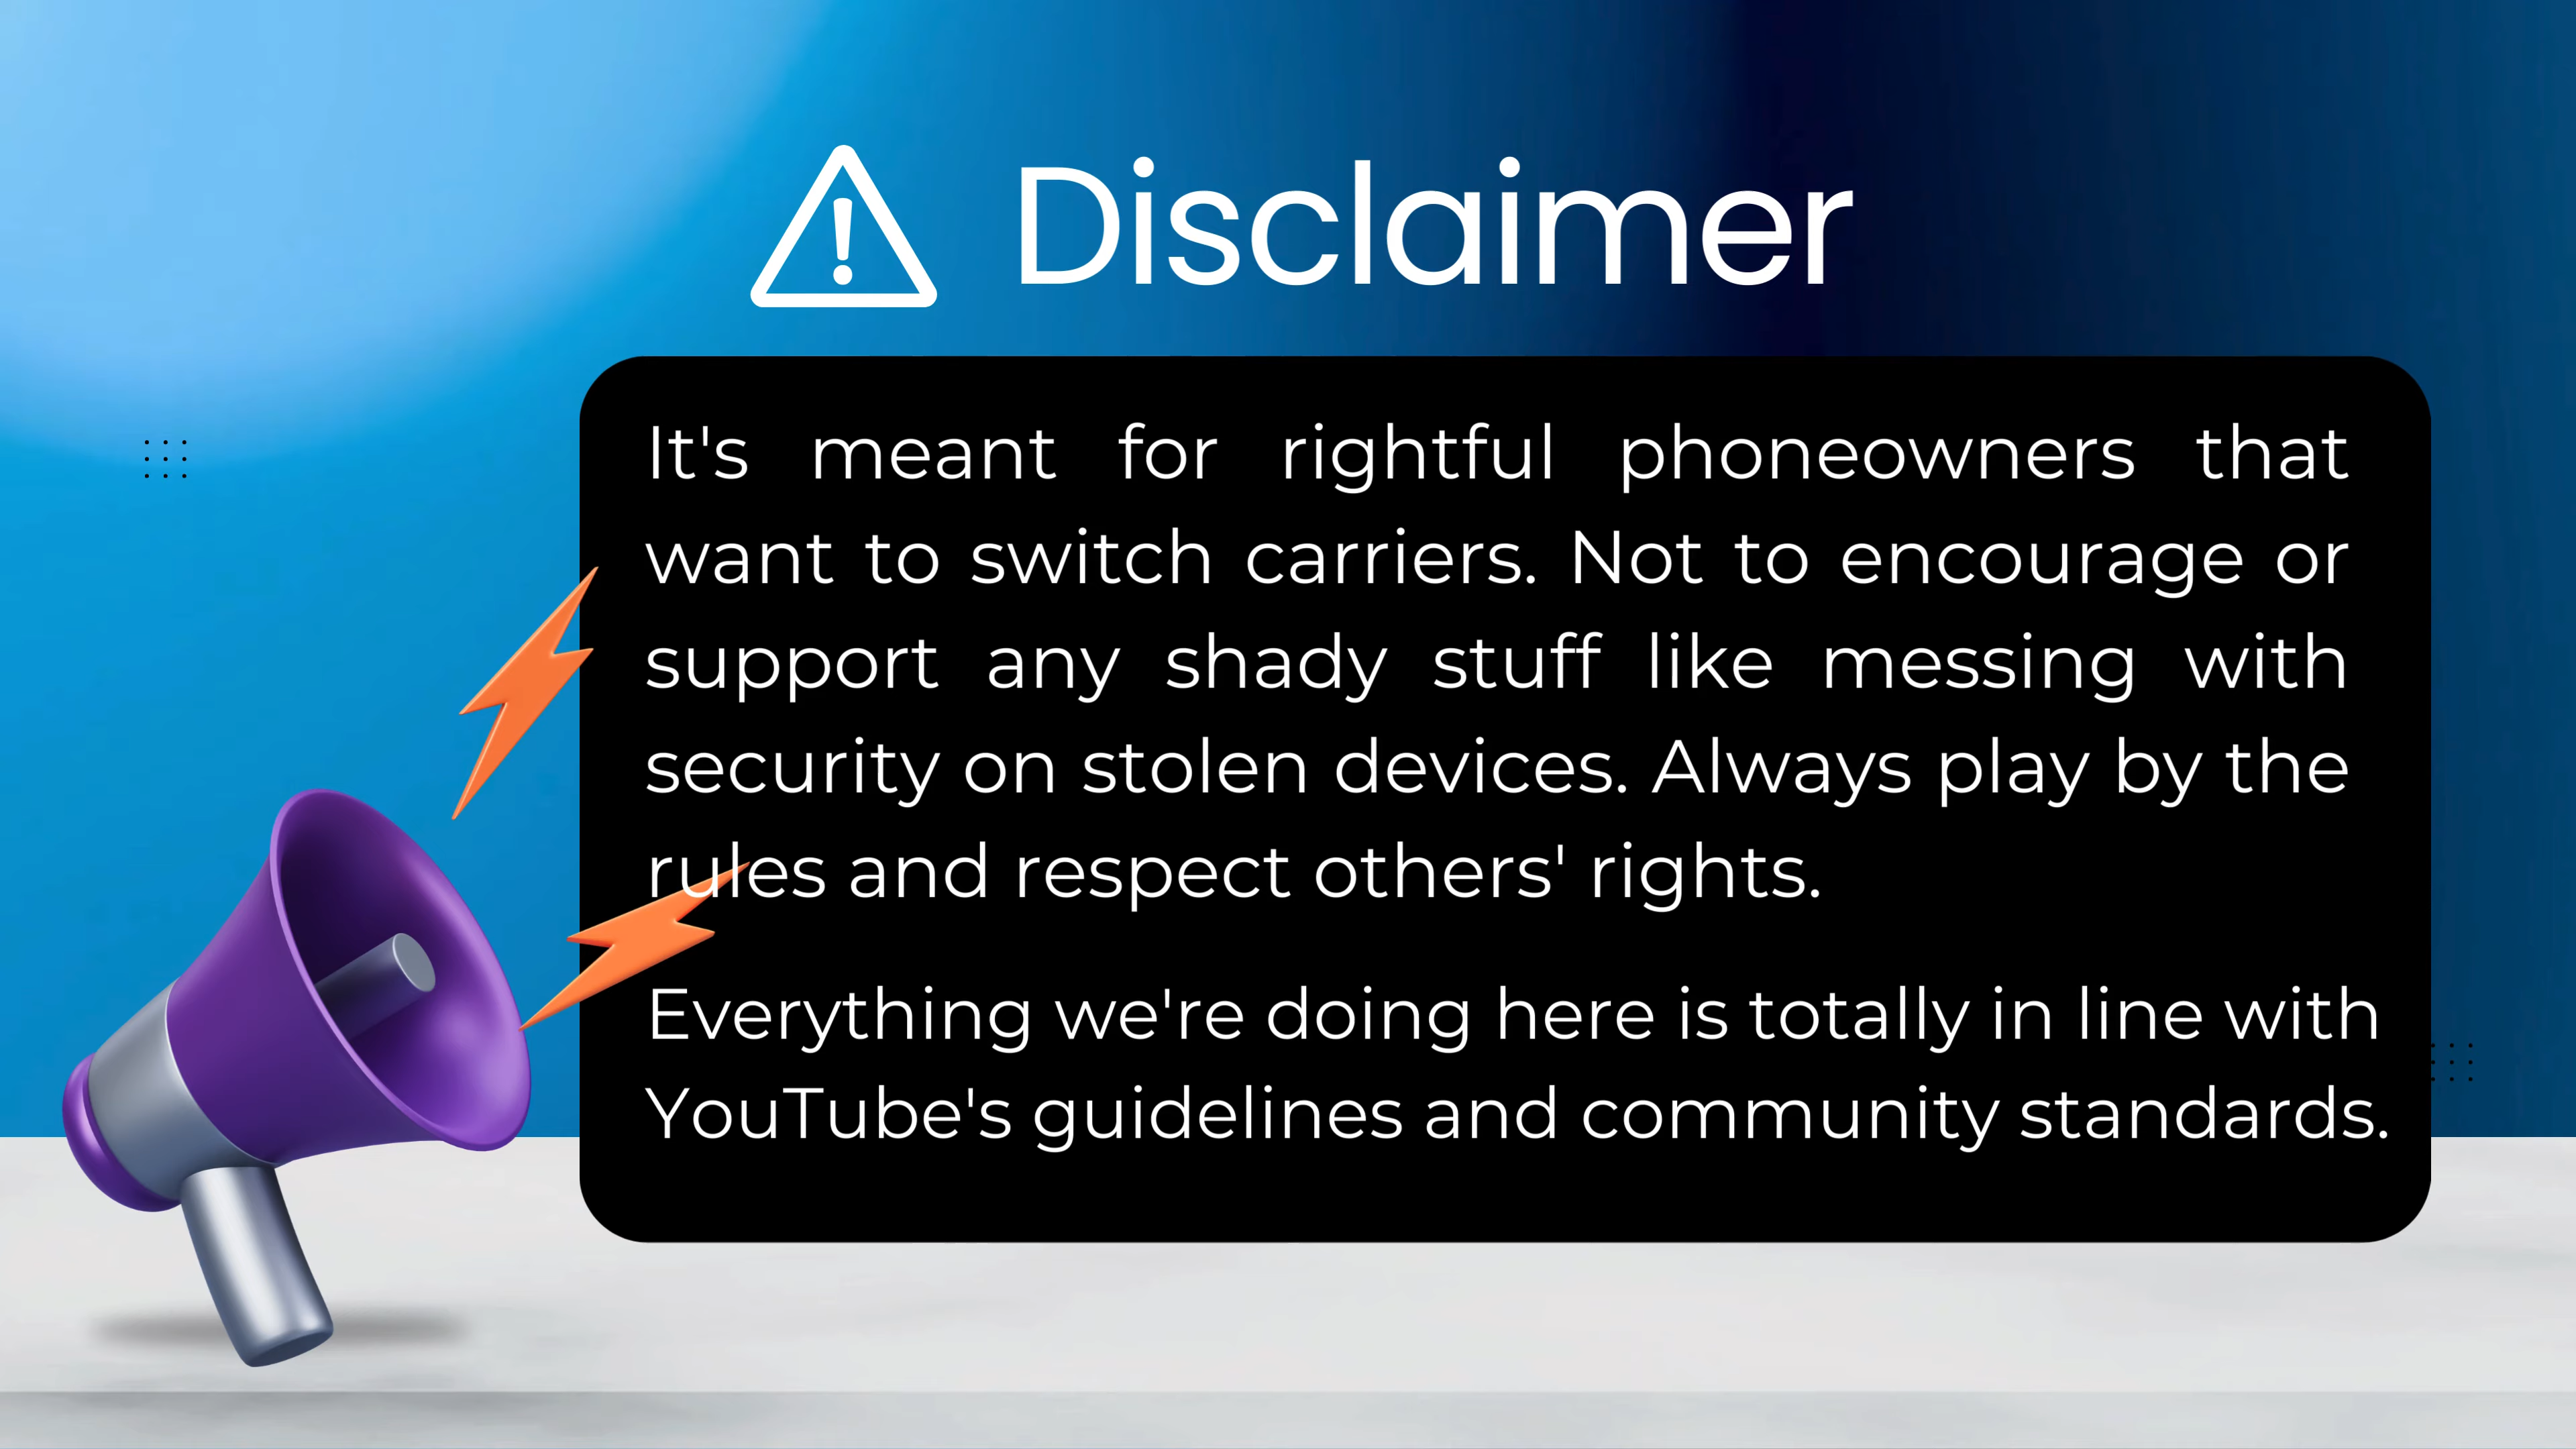 Disclaimer
It's meant for rightful phoneowners that
want to switch carriers. Not to encourage or
support any shady stuff like messing with
security on stolen devices. Always play by the
rules and respect others' rights.
Everything we're doing here is totally in line with
YouTube's guidelines and community standards.